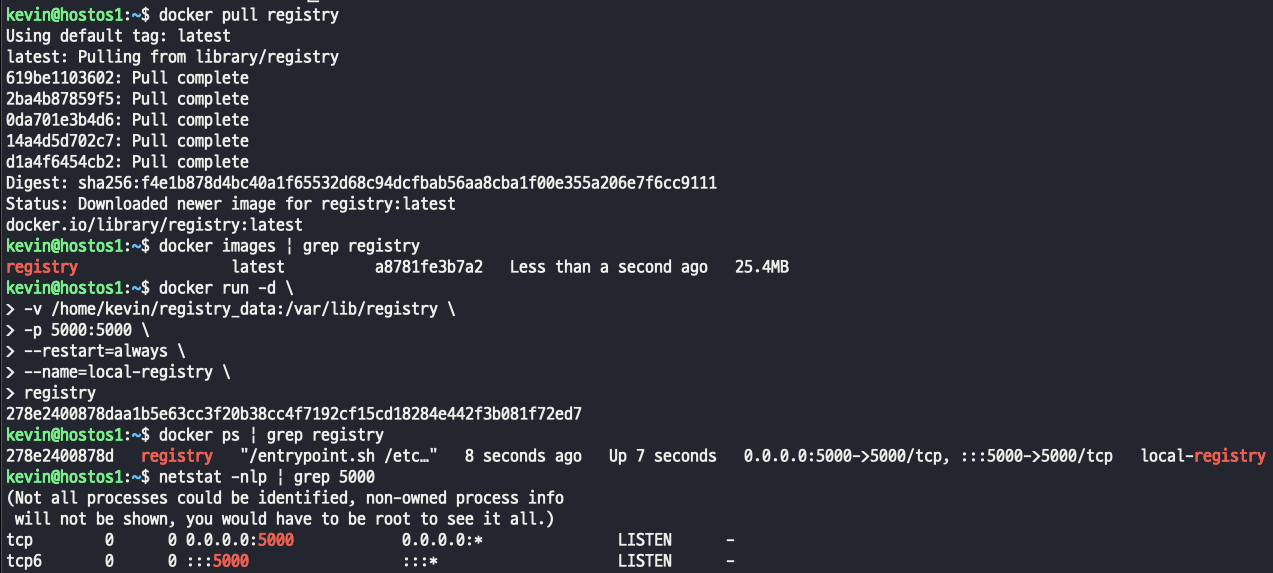 kevin@hostos1:~$ docker pull registry
Using default tag: latest
latest: Pulling from library/registry
619be1103602: Pull complete
2ba4b87859f5: Pull complete
0da701e3b4d6: Pull complete
14a4d5d702c7: Pull complete
d1a4f6454cb2: Pull complete
Digest: sha256:f4e1b878d4bc40a1f65532d68c94dcfbab56aa8cba1f00e355a206e7f6cc9111
Status: Downloaded newer image for registry:latest
docker.io/library/registry:latest
kevin@hostos1:~$ docker images | grep registry
registry                 latest          a8781fe3b7a2   Less than a second ago   25.4MB
kevin@hostos1:~$ docker run -d \
> -v /home/kevin/registry_data:/var/lib/registry \
> -p 5000:5000 \
> --restart=always \
> --name=local-registry \
> registry
278e2400878daa1b5e63cc3f20b38cc4f7192cf15cd18284e442f3b081f72ed7
kevin@hostos1:~$ docker ps | grep registry
278e2400878d   registry   "/entrypoint.sh /etc…"   8 seconds ago   Up 7 seconds   0.0.0.0:5000->5000/tcp, :::5000->5000/tcp   local-registry
kevin@hostos1:~$ netstat -nlp | grep 5000
(Not all processes could be identified, non-owned process info
 will not be shown, you would have to be root to see it all.)
tcp        0      0 0.0.0.0:5000            0.0.0.0:*               LISTEN      -
tcp6       0      0 :::5000                 :::*                    LISTEN      -